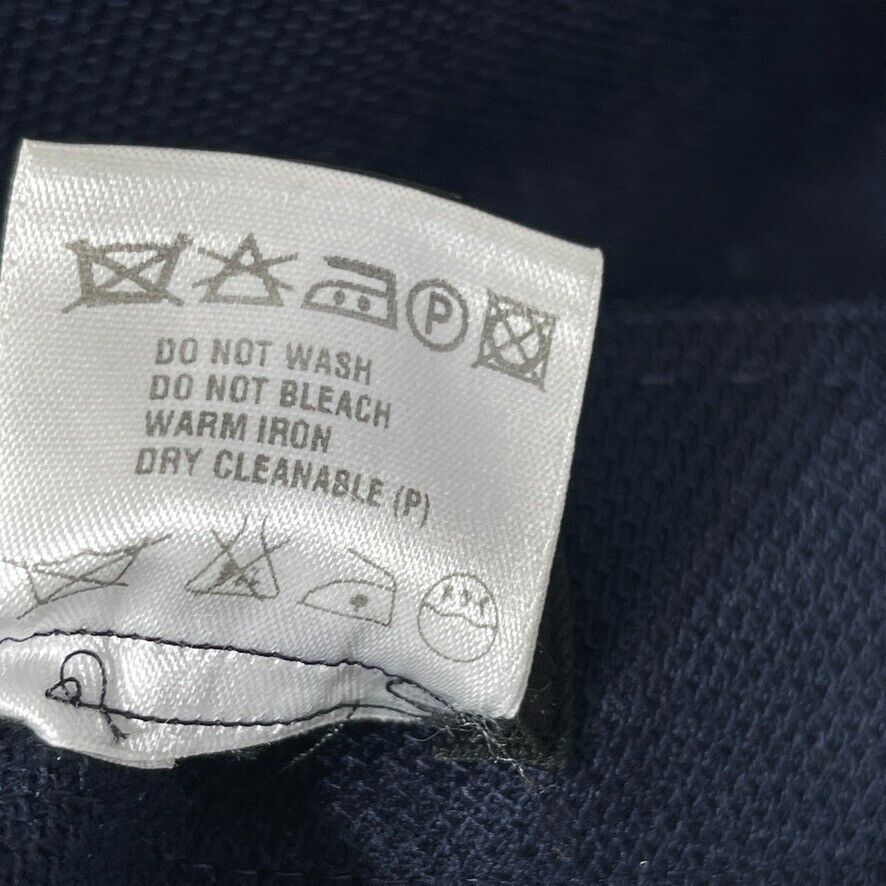 P
DO NOT WASH
DO NOT BLEACH
WARM IRON
DRY CLEANABLE (P)